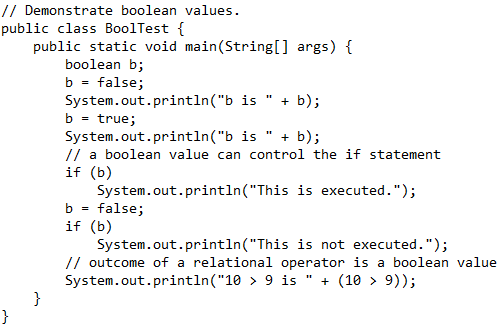 // Demonstrate boolean values.
public class BoolTest {
    public static void main(String[] args) {
        boolean b;
        b = false;
        System.out.println("b is " + b);
        b = true;
        System.out.println("b is " + b);
        // a boolean value can control the if statement
        if (b)
            System.out.println("This is executed.");
        b = false;
        if (b)
            System.out.println("This is not executed.");
        // outcome of a relational operator is a boolean value
        System.out.println("10 > 9 is " + (10 > 9));
    }
}